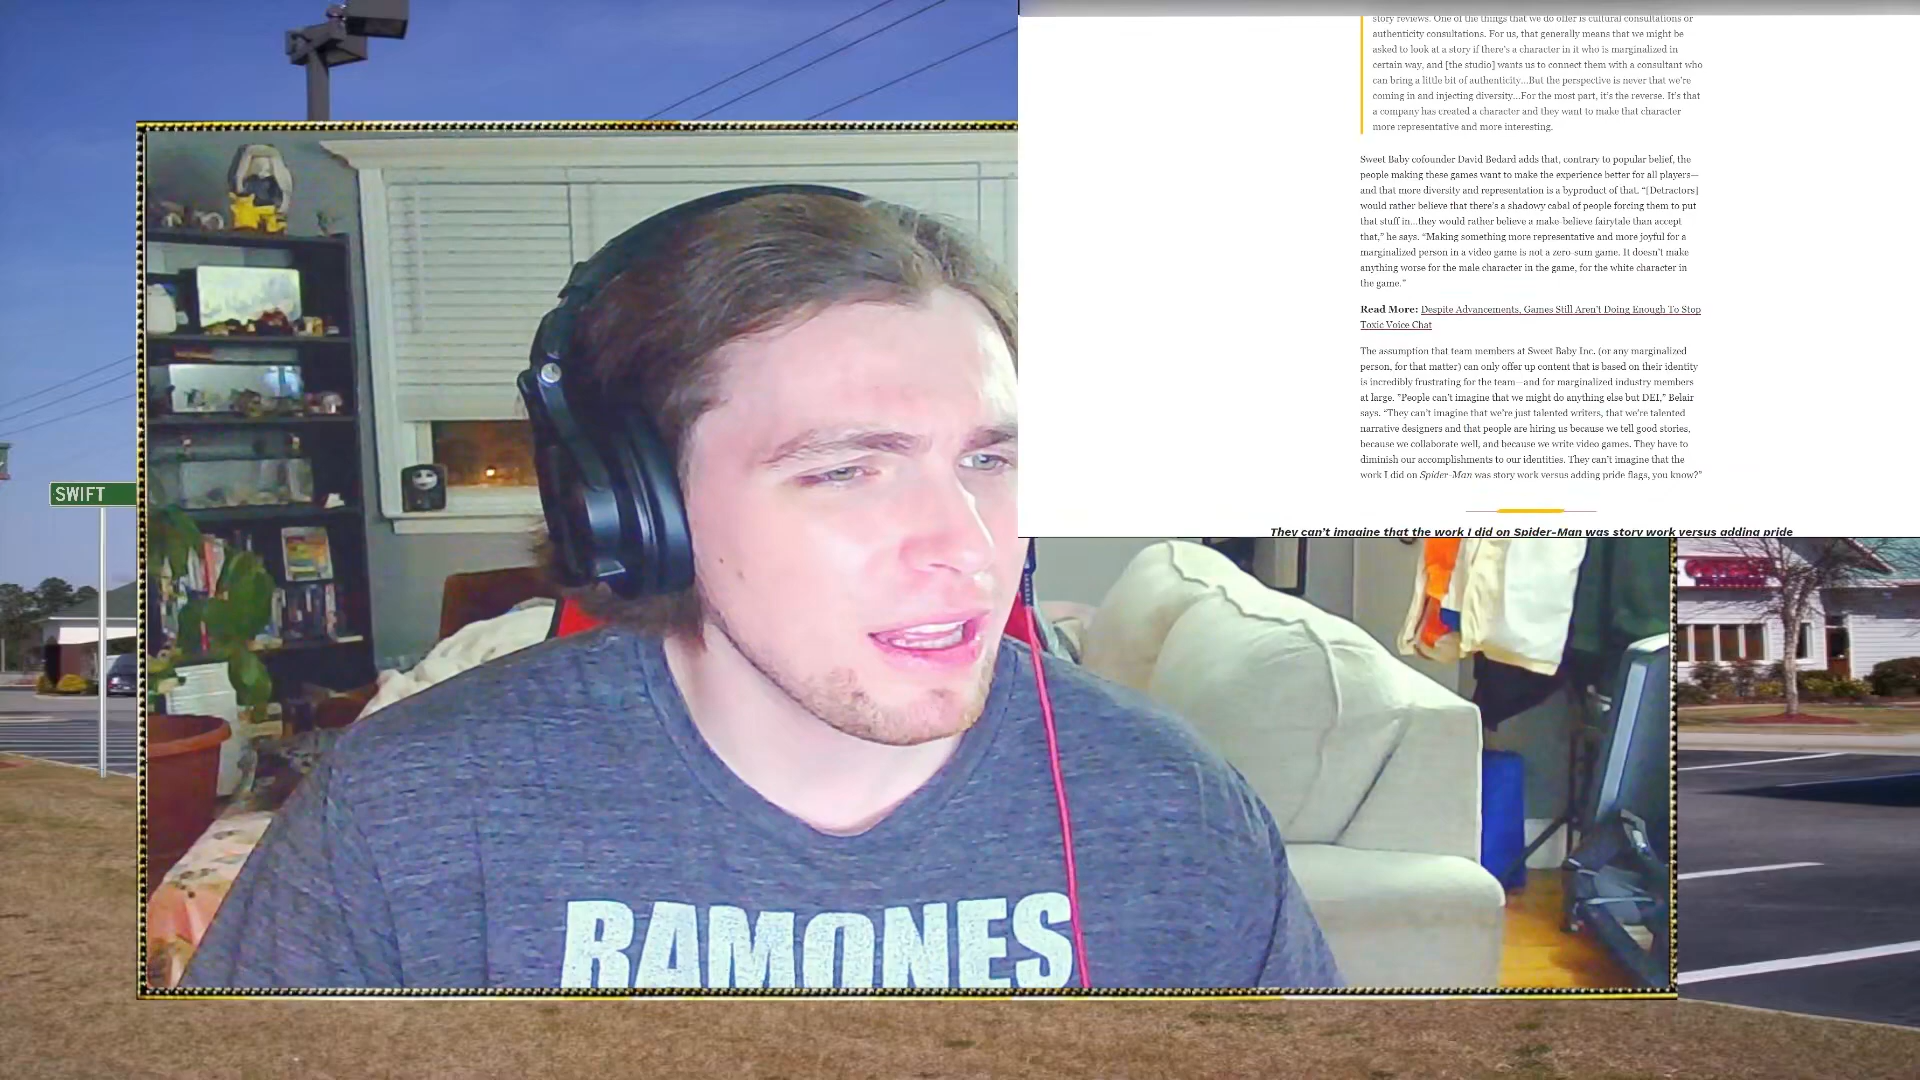 story reviews. One of the things that we do offer is cultural consultations or
authenticity consultations. For us, that generally means that we might be
asked to look at a story if there's a character in it who is marginalized in
certain way, and [the studio] wants us to connect them with a consultant who
can bring a little bit of authenticity...But the perspective is never that we're
coming in and injecting diversity...For the most part, it's the reverse. It's that
a company has created a character and they want to make that character
more representative and more interesting.
Sweet Baby cofounder David Bedard adds that, contrary to popular belief, the
people making these games want to make the experience better for all players—
and that more diversity and representation is a byproduct of that. “[Detractors]
would rather believe that there's a shadowy cabal of people forcing them to put
that stuff in...they would rather believe a make-believe fairytale than accept
that,” he says. “Making something more representative and more joyful for a
marginalized person in a video game is not a zero-sum game. It doesn't make
anything worse for the male character in the game, for the white character in
the game.”
Read More: Despite Advancements, Games Still Aren't Doing Enough To Stop
Toxic Voice Chat
The assumption that team members at Sweet Baby Inc. (or any marginalized
person, for that matter) can only offer up content that is based on their identity
is incredibly frustrating for the team—and for marginalized industry members
at large. “People can't imagine that we might do anything else but DEI,” Belair
says. “They can't imagine that we're just talented writers, that we're talented
narrative designers and that people are hiring us because we tell good stories,
because we collaborate well, and because we write video games. They have to
diminish our accomplishments to our identities. They can't imagine that the
work I did on Spider-Man was story work versus adding pride flags, you know?”
They can't imagine that the work I did on Spider-Man was story work versus adding pride
SWIFT
RAMONES